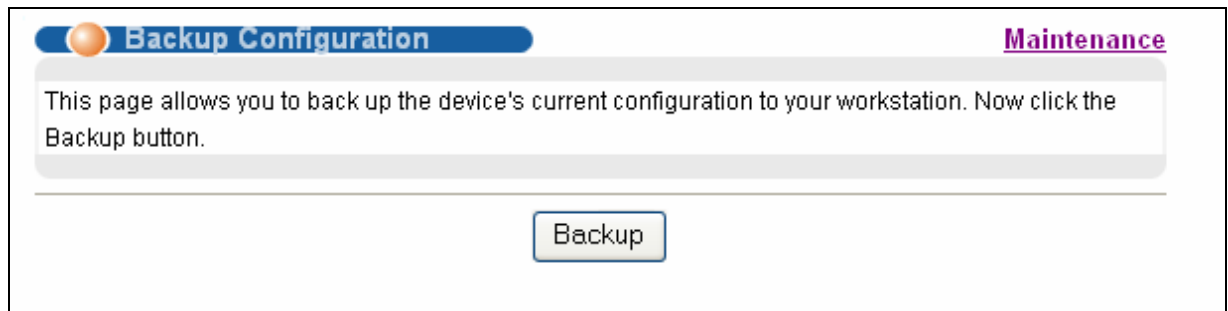 Backup Configuration
Maintenance
This page allows you to back up the device's current configuration to your workstation. Now click the
Backup button.
Backup